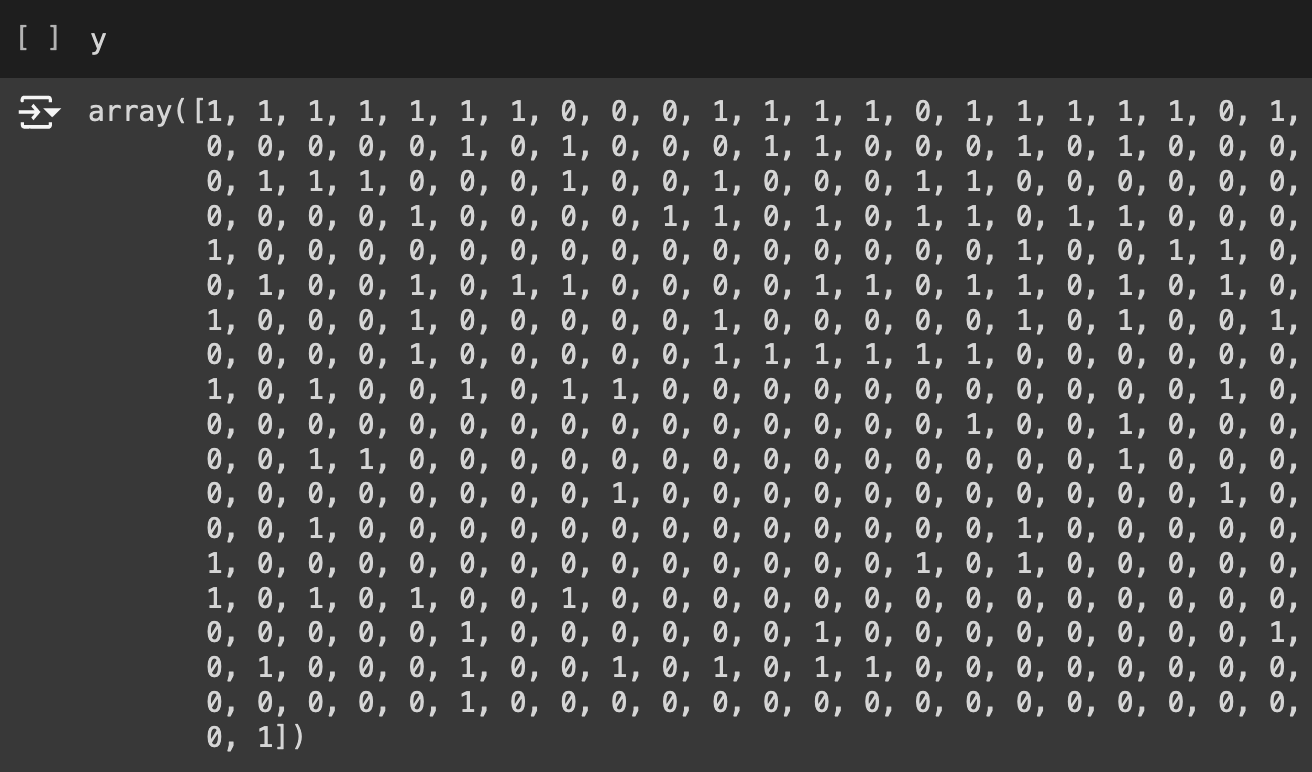 [ ] y
array([1, 1, 1, 1, 1, 1, 1, 0, 0, 0, 1, 1, 1, 1, 0, 1, 1, 1, 1, 1, 0, 1,
0, 0, 0, 0, 0, 1, 0, 1, 0, 0, 0, 1, 1, 0, 0, 0, 1, 0, 1, 0, 0, 0,
0, 1, 1, 1, 0, 0, 0, 1, 0, 0, 1, 0, 0, 0, 1, 1, 0, 0, 0, 0, 0, 0,
0, 0, 0, 0, 1, 0, 0, 0, 0, 1, 1, 0, 1, 0, 1, 1, 0, 1, 1, 0, 0, 0,
1, 0, 0, 0, 0, 0, 0, 0, 0, 0, 0, 0, 0, 0, 0, 0, 1, 0, 0, 1, 1, 0,
0, 1, 0, 0, 1, 0, 1, 1, 0, 0, 0, 0, 1, 1, 0, 1, 1, 0, 1, 0, 1, 0,
1, 0, 0, 0, 1, 0, 0, 0, 0, 0, 1, 0, 0, 0, 0, 0, 1, 0, 1, 0, 0, 1,
0, 0, 0, 0, 1, 0, 0, 0, 0, 0, 1, 1, 1, 1, 1, 1, 0, 0, 0, 0, 0, 0,
1, 0, 1, 0, 0, 1, 0, 1, 1, 0, 0, 0, 0, 0, 0, 0, 0, 0, 0, 0, 1, 0,
0, 0, 0, 0, 0, 0, 0, 0, 0, 0, 0, 0, 0, 0, 0, 1, 0, 0, 1, 0, 0, 0,
0, 0, 1, 1, 0, 0, 0, 0, 0, 0, 0, 0, 0, 0, 0, 0, 0, 0, 1, 0, 0, 0,
0, 0, 0, 0, 0, 0, 0, 0, 1, 0, 0, 0, 0, 0, 0, 0, 0, 0, 0, 0, 1, 0,
0, 0, 1, 0, 0, 0, 0, 0, 0, 0, 0, 0, 0, 0, 0, 0, 1, 0, 0, 0, 0, 0,
1, 0, 0, 0, 0, 0, 0, 0, 0, 0, 0, 0, 0, 0, 1, 0, 1, 0, 0, 0, 0, 0,
1, 0, 1, 0, 1, 0, 0, 1, 0, 0, 0, 0, 0, 0, 0, 0, 0, 0, 0, 0, 0, 0,
0, 0, 0, 0, 0, 1, 0, 0, 0, 0, 0, 0, 1, 0, 0, 0, 0, 0, 0, 0, 0, 1,
0, 1, 0, 0, 0, 1, 0, 0, 1, 0, 1, 0, 1, 1, 0, 0, 0, 0, 0, 0, 0, 0,
0, 0, 0, 0, 0, 1, 0, 0, 0, 0, 0, 0, 0, 0, 0, 0, 0, 0, 0, 0, 0, 0,
0, 1])